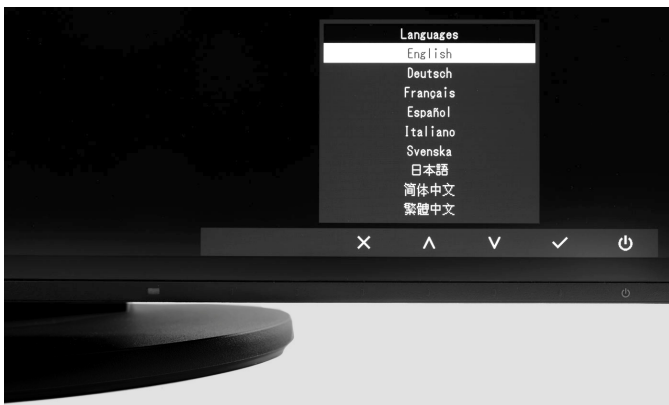 Languages
English
Deutsch
Français
Español
Italiano
Svenska
日本語
简体中文
繁體中文